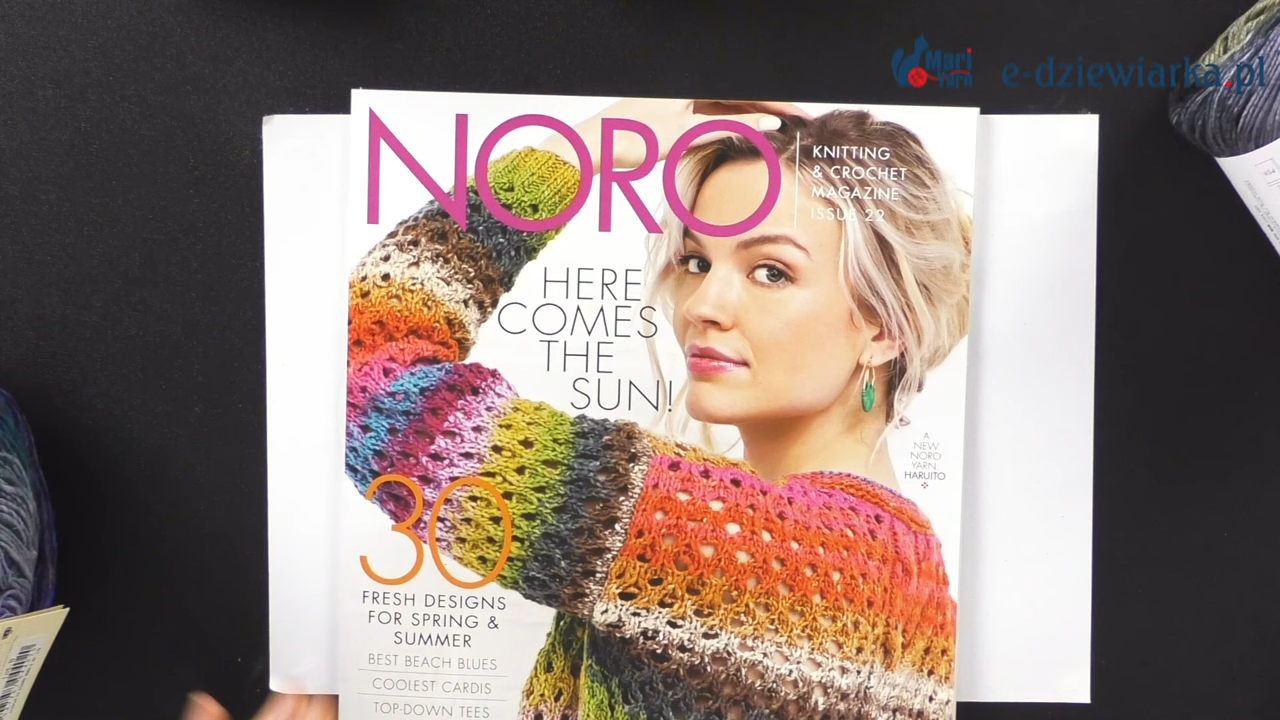 Mari
Yarn
e-dziewiarka.pl
NORO
KNITTING
& CROCHET
MAGAZINE
ISSUE 22
HERE
COMES
THE
SUN!
A
NEW
NORO
YARN
HARUITO
30
FRESH DESIGNS
FOR SPRING &
SUMMER
BEST BEACH BLUES
COOLEST CARDIS
TOP-DOWN TEES